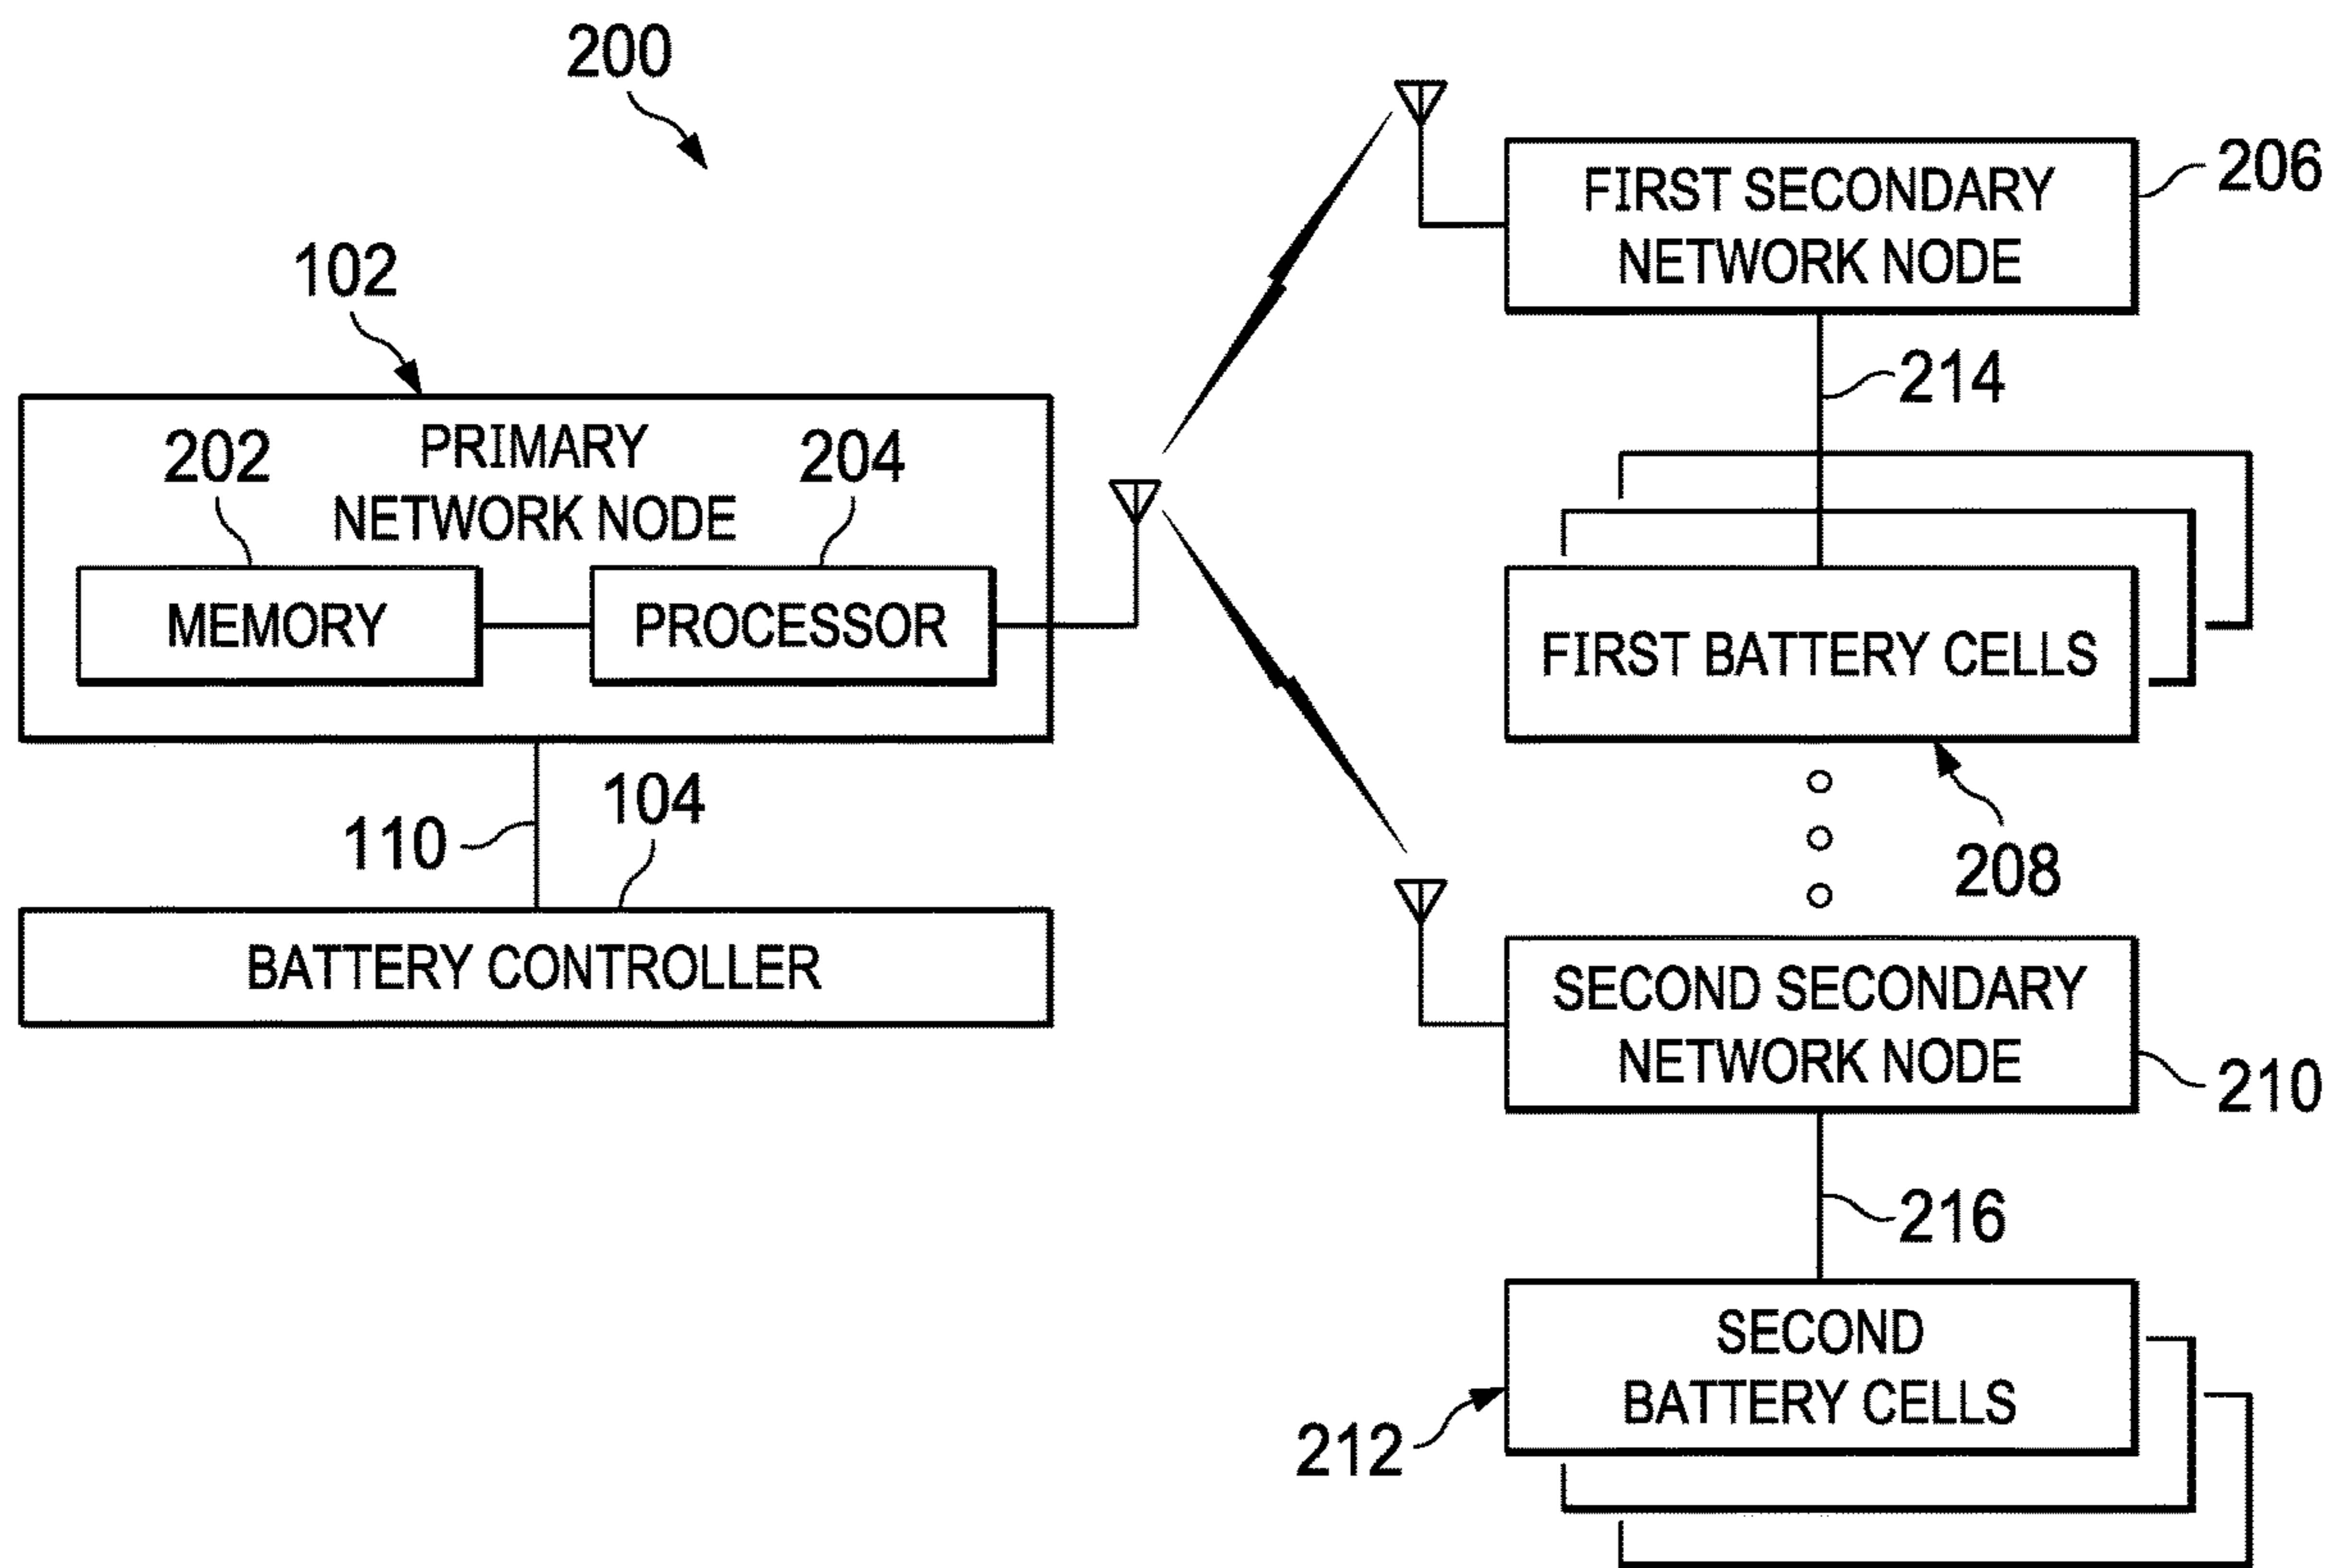 200
206
FIRST SECONDARY
NETWORK NODE
102
214
PRIMARY
NETWORK NODE
202
204
MEMORY
PROCESSOR
FIRST BATTERY CELLS
110
104
208
BATTERY CONTROLLER
SECOND SECONDARY
NETWORK NODE
210
216
SECOND
BATTERY CELLS
212